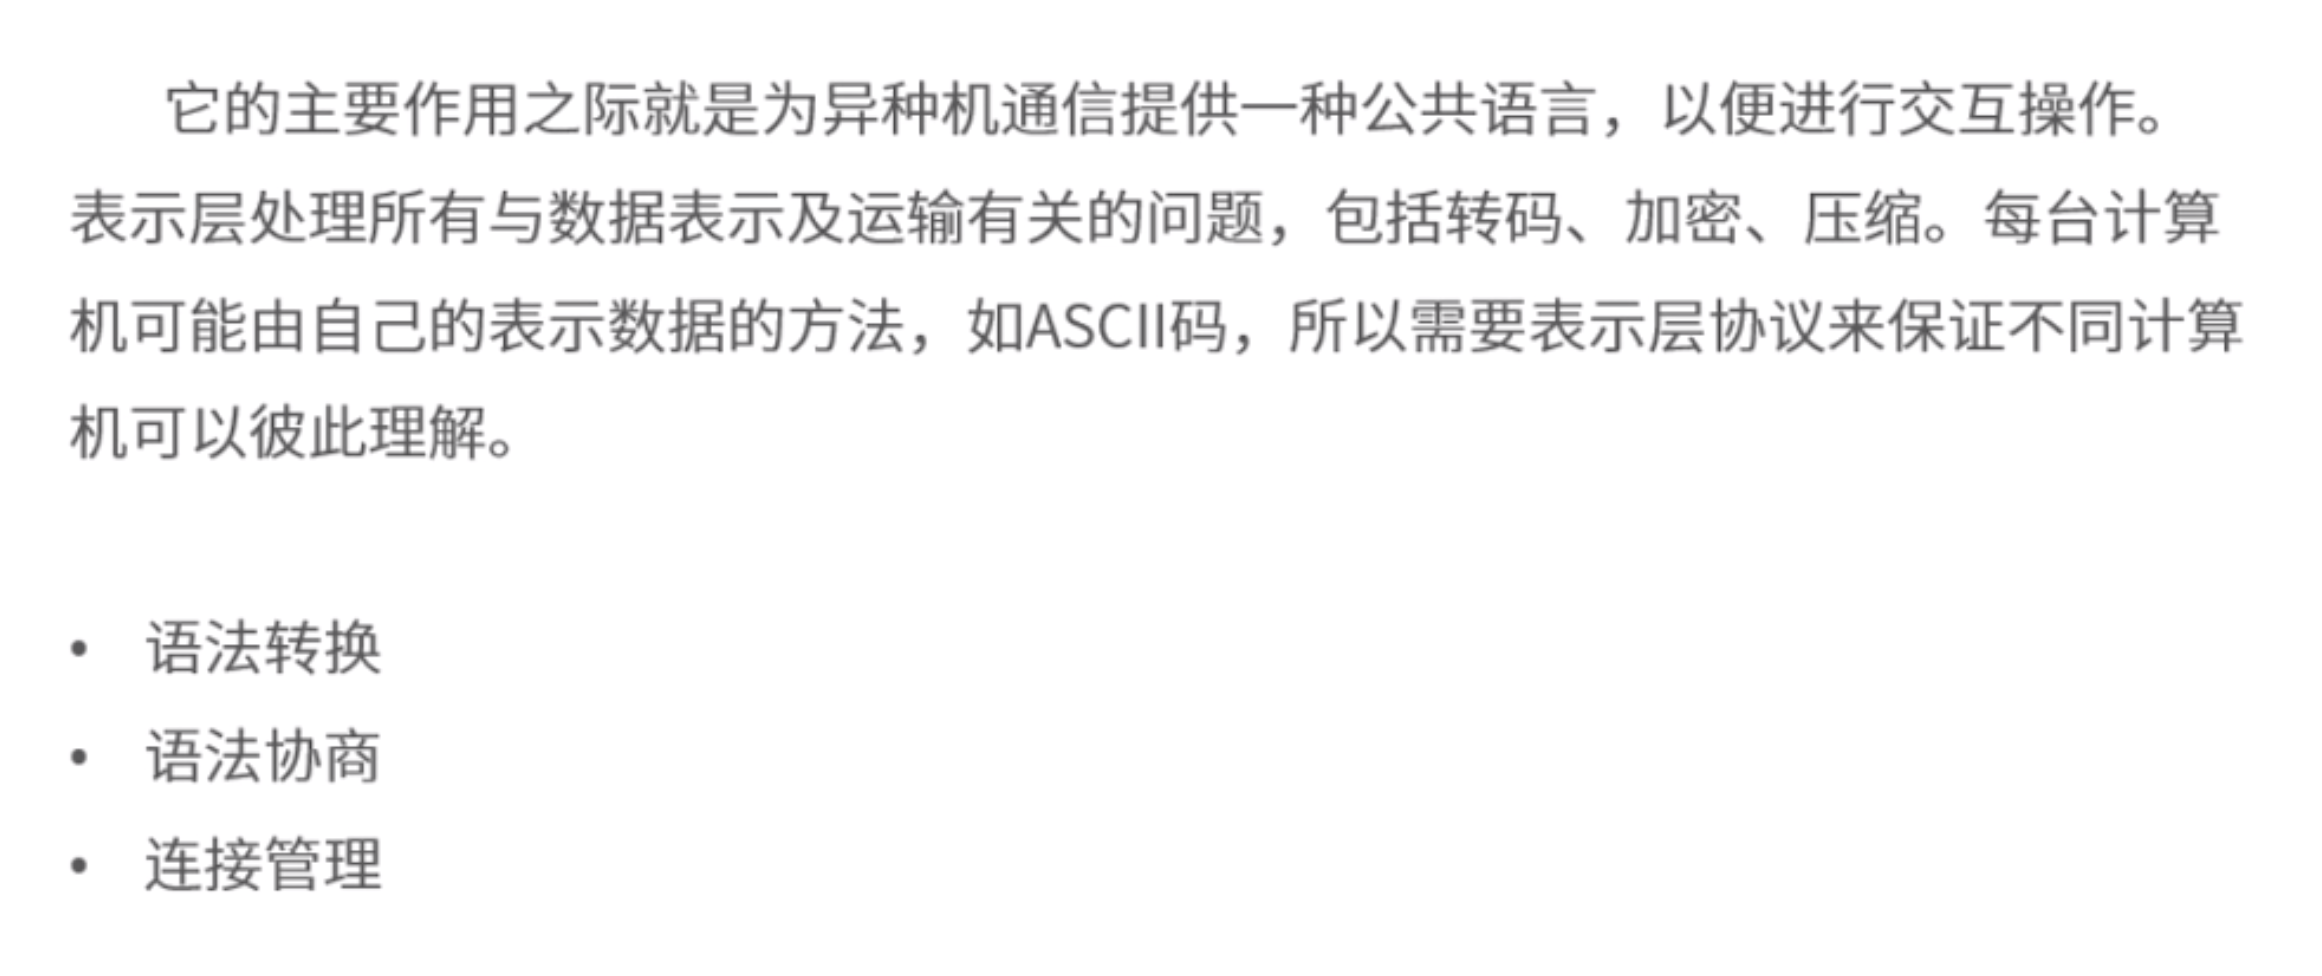 它的主要作用之际就是为异种机通信提供一种公共语言，以便进行交互操作。
表示层处理所有与数据表示及运输有关的问题，包括转码、加密、压缩。每台计算
机可能由自己的表示数据的方法，如ASCII码，所以需要表示层协议来保证不同计算
机可以彼此理解。
• 语法转换
• 语法协商
• 连接管理